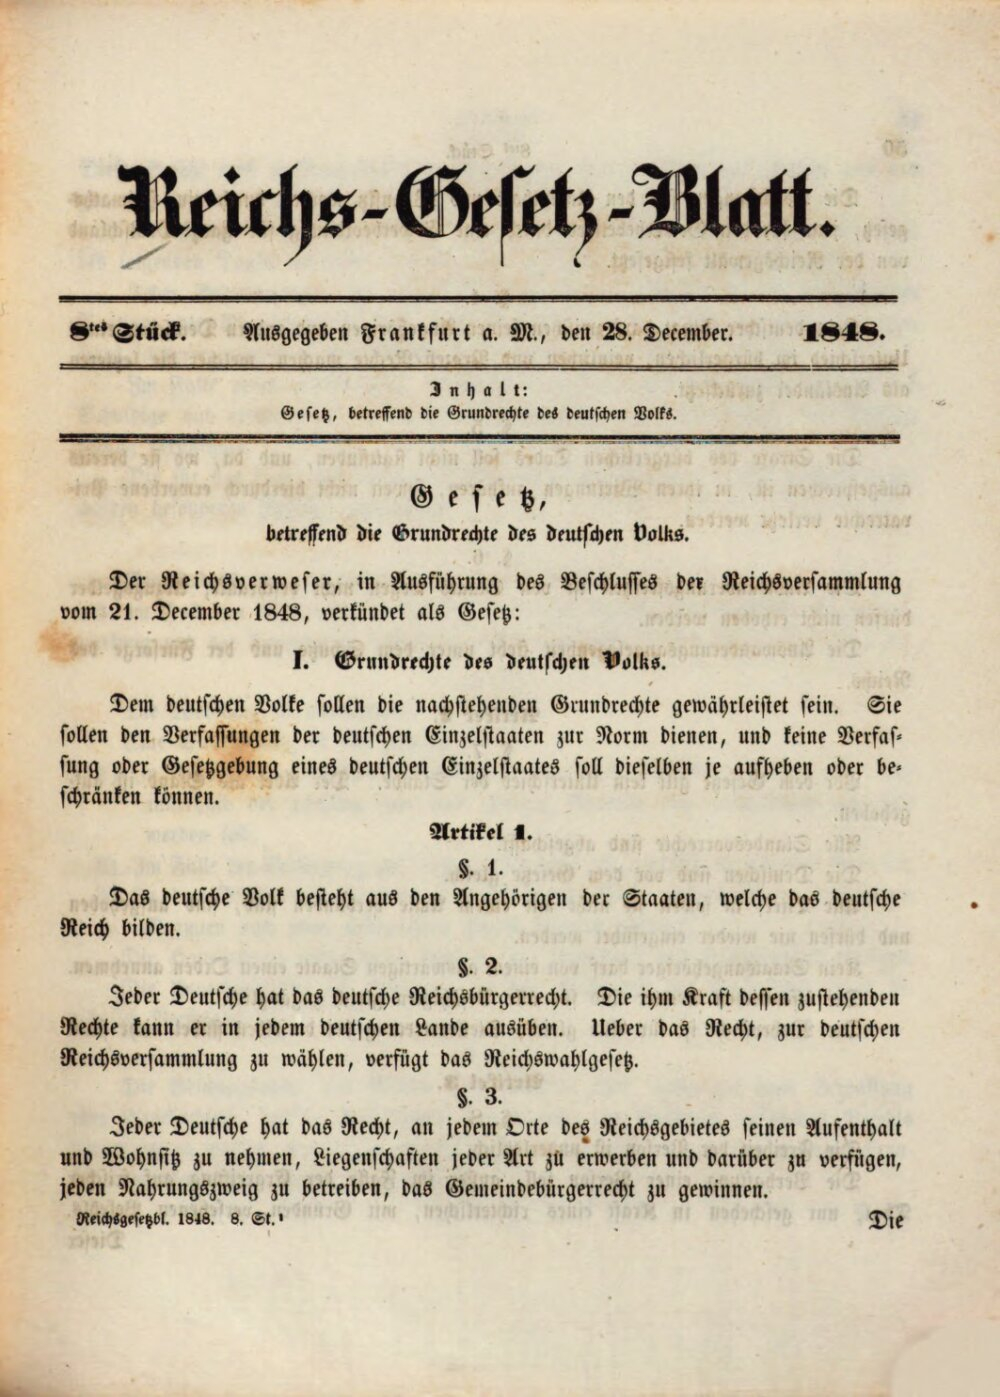 Reichs-Gesetz-Blatt.
8tes Stück. Ausgegeben Frankfurt a. M., den 28. December. 1848.
Inhalt:
Gesetz, betreffend die Grundrechte des deutschen Volks.
Gesetz,
betreffend die Grundrechte des deutschen Volks.
Der Reichsverweser, in Ausführung des Beschlusses der Reichsversammlung
vom 21. December 1848, verkündet als Gesetz:
I. Grundrechte des deutschen Volks.
Dem deutschen Volke sollen die nachstehenden Grundrechte gewährleistet sein. Sie
sollen den Verfassungen der deutschen Einzelstaaten zur Norm dienen, und keine Verfas-
sung oder Gesetzgebung eines deutschen Einzelstaates soll dieselben je aufheben oder be-
schränken können.
Artikel 1.
§. 1.
Das deutsche Volk besteht aus den Angehörigen der Staaten, welche das deutsche
Reich bilden.
§. 2.
Jeder Deutsche hat das deutsche Reichsbürgerrecht. Die ihm Kraft dessen zustehenden
Rechte kann er in jedem deutschen Lande ausüben. Ueber das Recht, zur deutschen
Reichsversammlung zu wählen, verfügt das Reichswahlgesetz.
§. 3.
Jeder Deutsche hat das Recht, an jedem Orte des Reichsgebietes seinen Aufenthalt
und Wohnsitz zu nehmen, Liegenschaften jeder Art zu erwerben und darüber zu verfügen,
jeden Nahrungszweig zu betreiben, das Gemeindebürgerrecht zu gewinnen.
Reichsgesetzbl. 1848. 8. St. Die